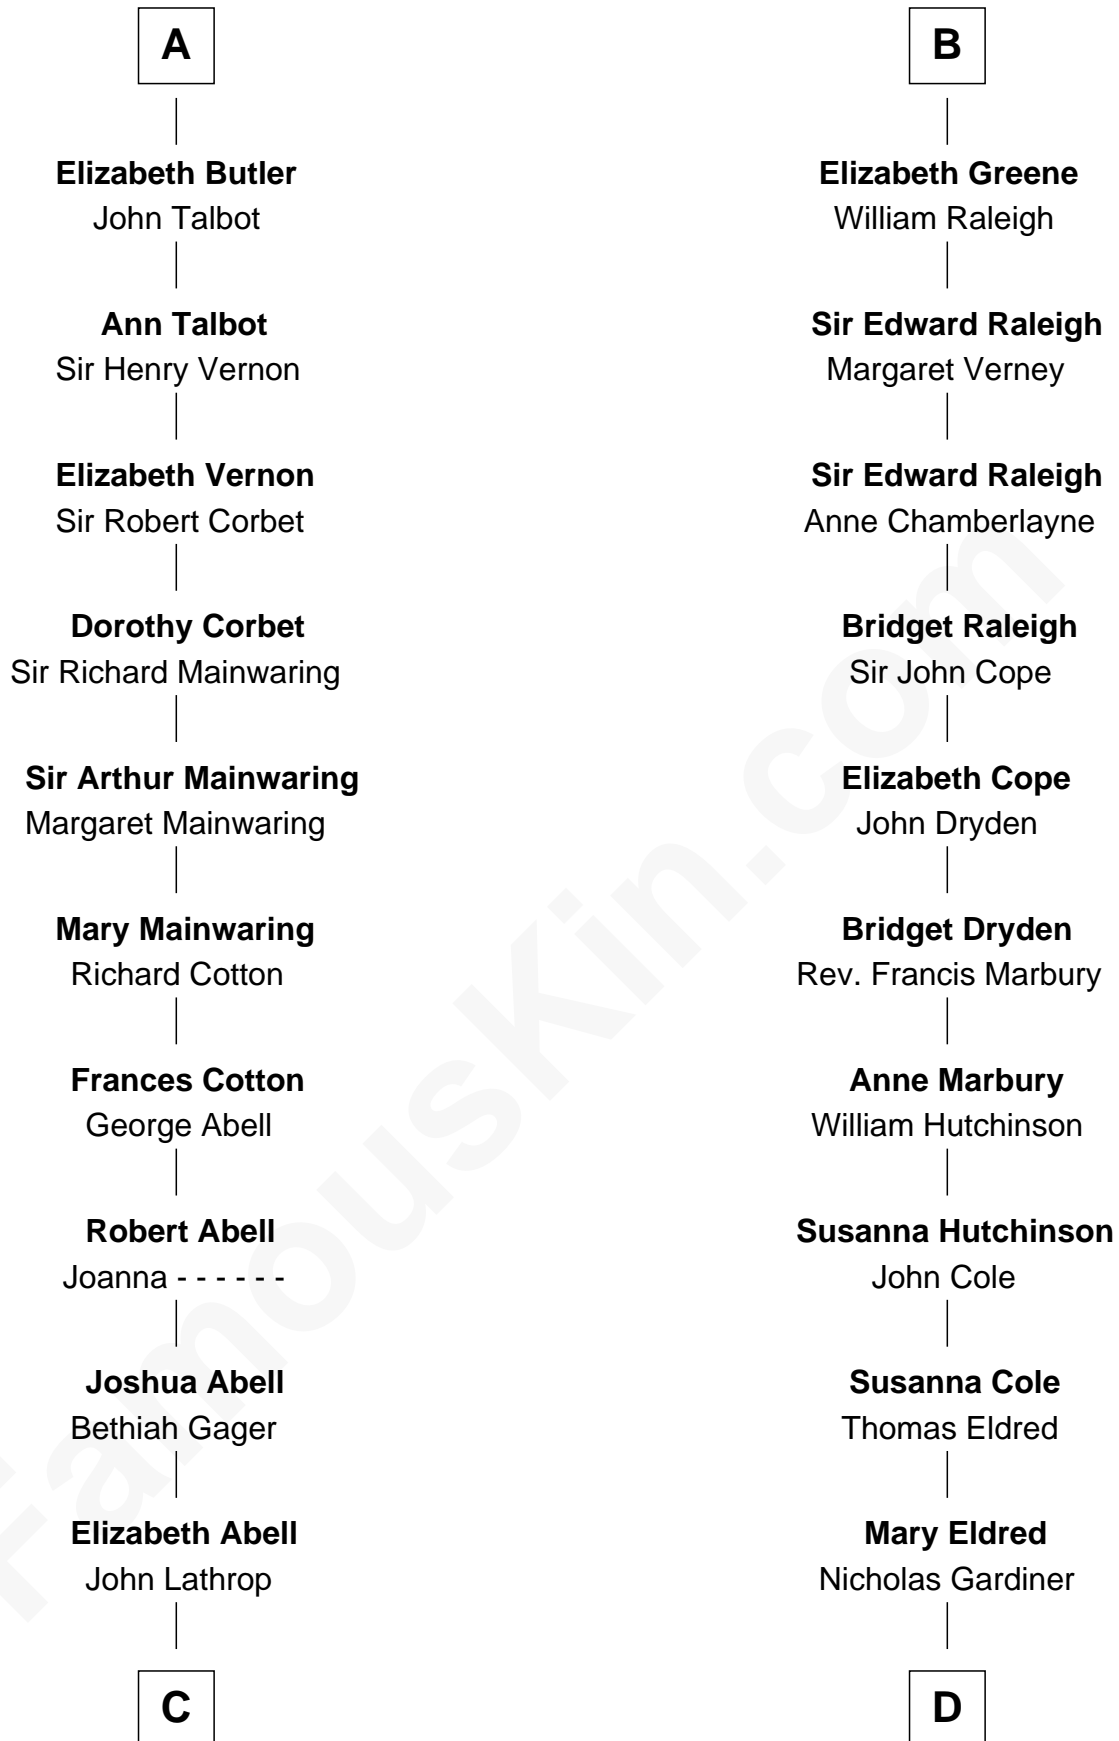 A
Elizabeth Butler
John Talbot
Ann Talbot
Sir Henry Vernon
Elizabeth Vernon
Sir Robert Corbet
Dorothy Corbet
Sir Richard Mainwaring
Sir Arthur Mainwaring
Margaret Mainwaring
Mary Mainwaring
Richard Cotton
Frances Cotton
George Abell
Robert Abell
Joanna - - - - - -
Joshua Abell
Bethiah Gager
Elizabeth Abell
John Lathrop
C
B
Elizabeth Greene
William Raleigh
Sir Edward Raleigh
Margaret Verney
Sir Edward Raleigh
Anne Chamberlayne
Bridget Raleigh
Sir John Cope
Elizabeth Cope
John Dryden
Bridget Dryden
Rev. Francis Marbury
Anne Marbury
William Hutchinson
Susanna Hutchinson
John Cole
Susanna Cole
Thomas Eldred
Mary Eldred
Nicholas Gardiner
D
FamousKin.com